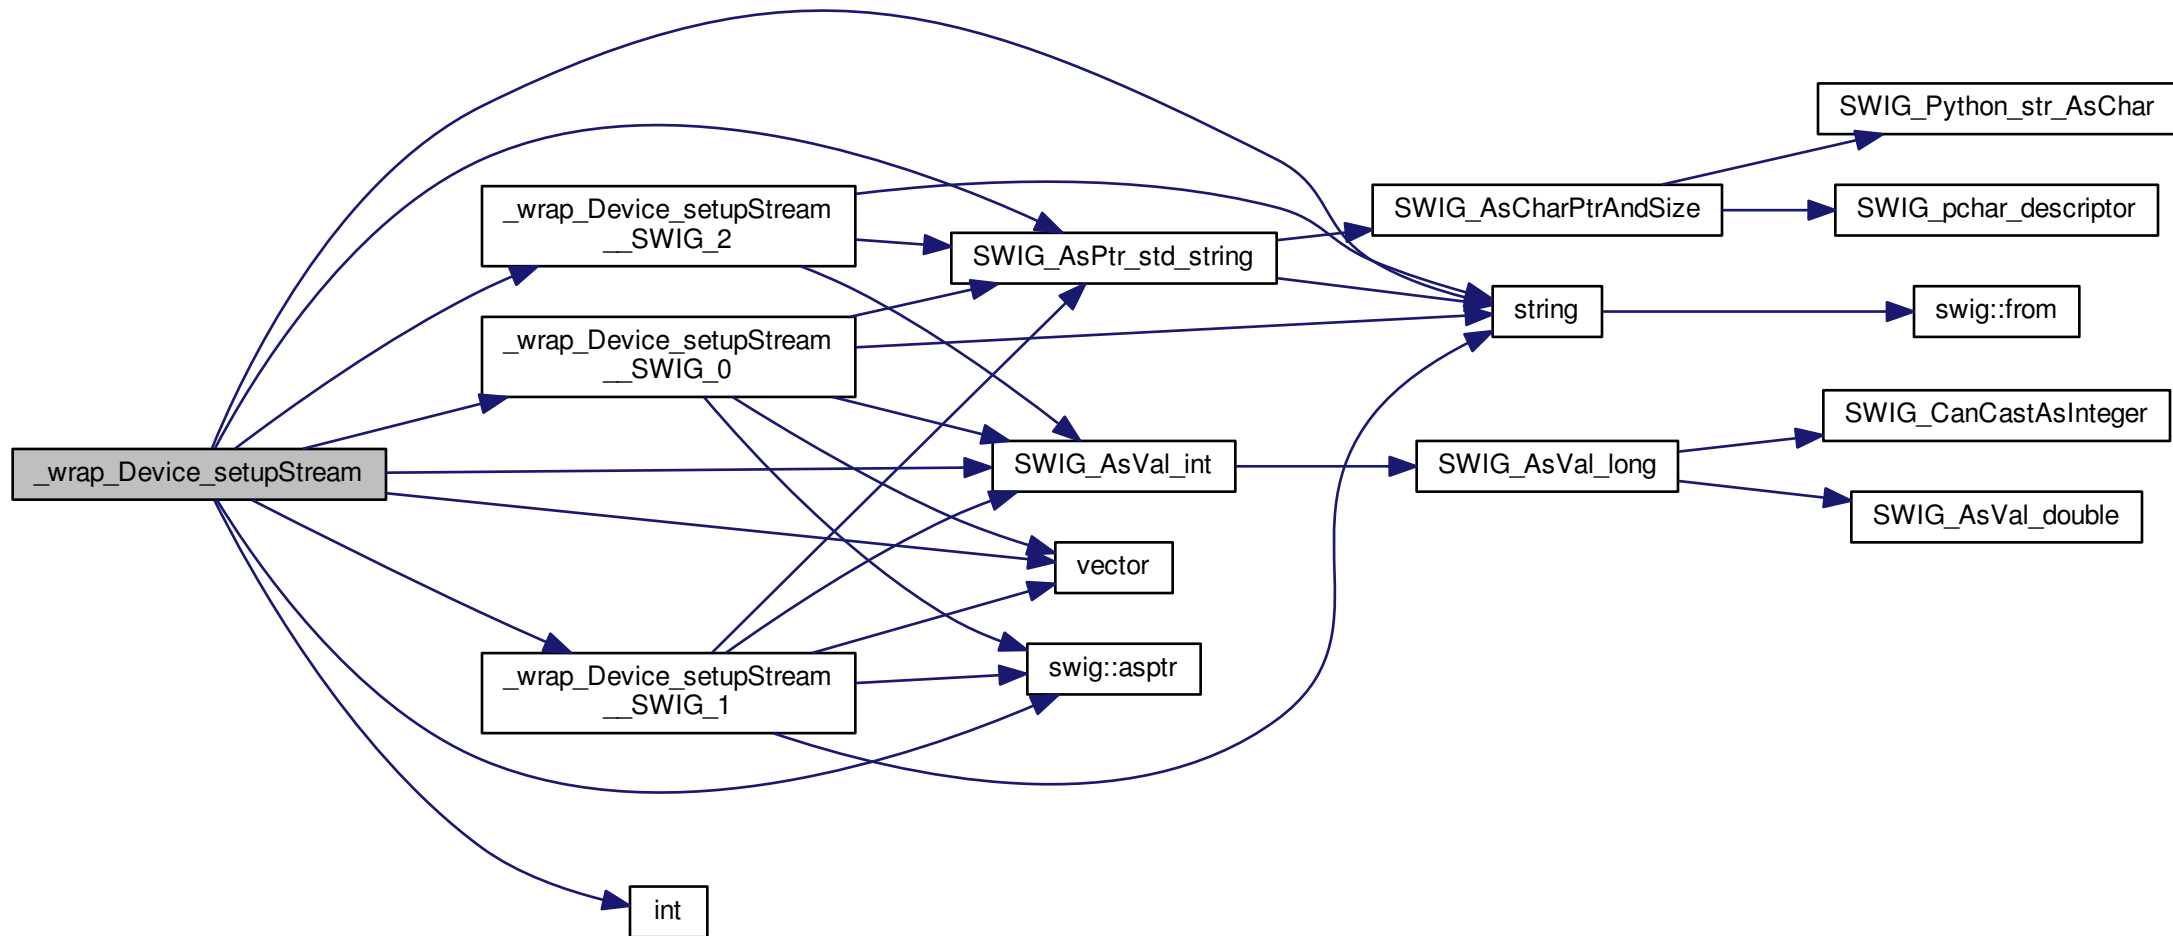 _wrap_Device_setupStream
_wrap_Device_setupStream
__SWIG_2
_wrap_Device_setupStream
__SWIG_0
_wrap_Device_setupStream
__SWIG_1
int
SWIG_AsPtr_std_string
SWIG_AsVal_int
vector
swig::asptr
SWIG_AsCharPtrAndSize
string
SWIG_AsVal_long
SWIG_Python_str_AsChar
SWIG_pchar_descriptor
swig::from
SWIG_CanCastAsInteger
SWIG_AsVal_double